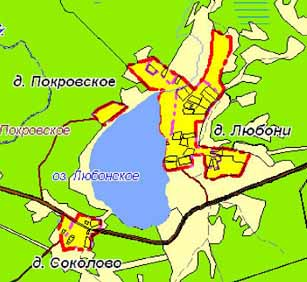 д. Покровское
Покровское
д. Любони
оз. Любонское
д. Соколово